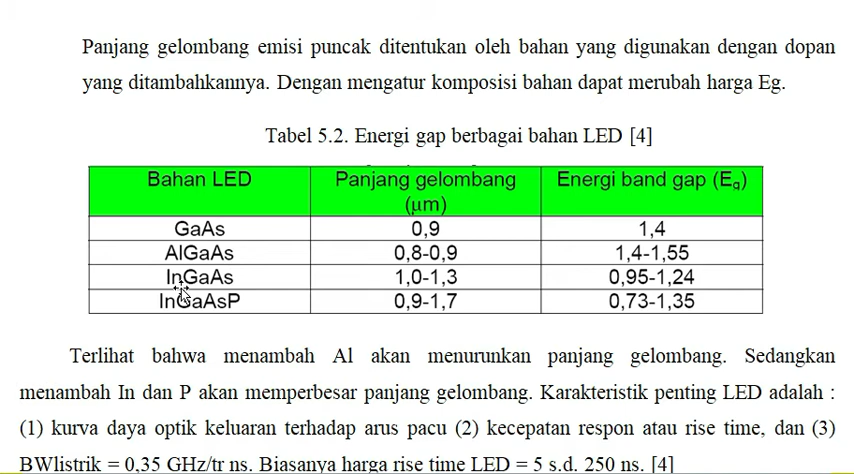 Panjang gelombang emisi puncak ditentukan oleh bahan yang digunakan dengan dopan
yang ditambahkannya. Dengan mengatur komposisi bahan dapat merubah harga Eg.
Tabel 5.2. Energi gap berbagai bahan LED [4]
Bahan LED Panjang gelombang (μm) Energi band gap (Eg)
GaAs 0,9 1,4
AlGaAs 0,8-0,9 1,4-1,55
InGaAs 1,0-1,3 0,95-1,24
InGaAsP 0,9-1,7 0,73-1,35
Terlihat bahwa menambah Al akan menurunkan panjang gelombang. Sedangkan
menambah In dan P akan memperbesar panjang gelombang. Karakteristik penting LED adalah :
(1) kurva daya optik keluaran terhadap arus pacu (2) kecepatan respon atau rise time, dan (3)
BWlistrik = 0,35 GHz/tr ns. Biasanya harga rise time LED = 5 s.d. 250 ns. [4]